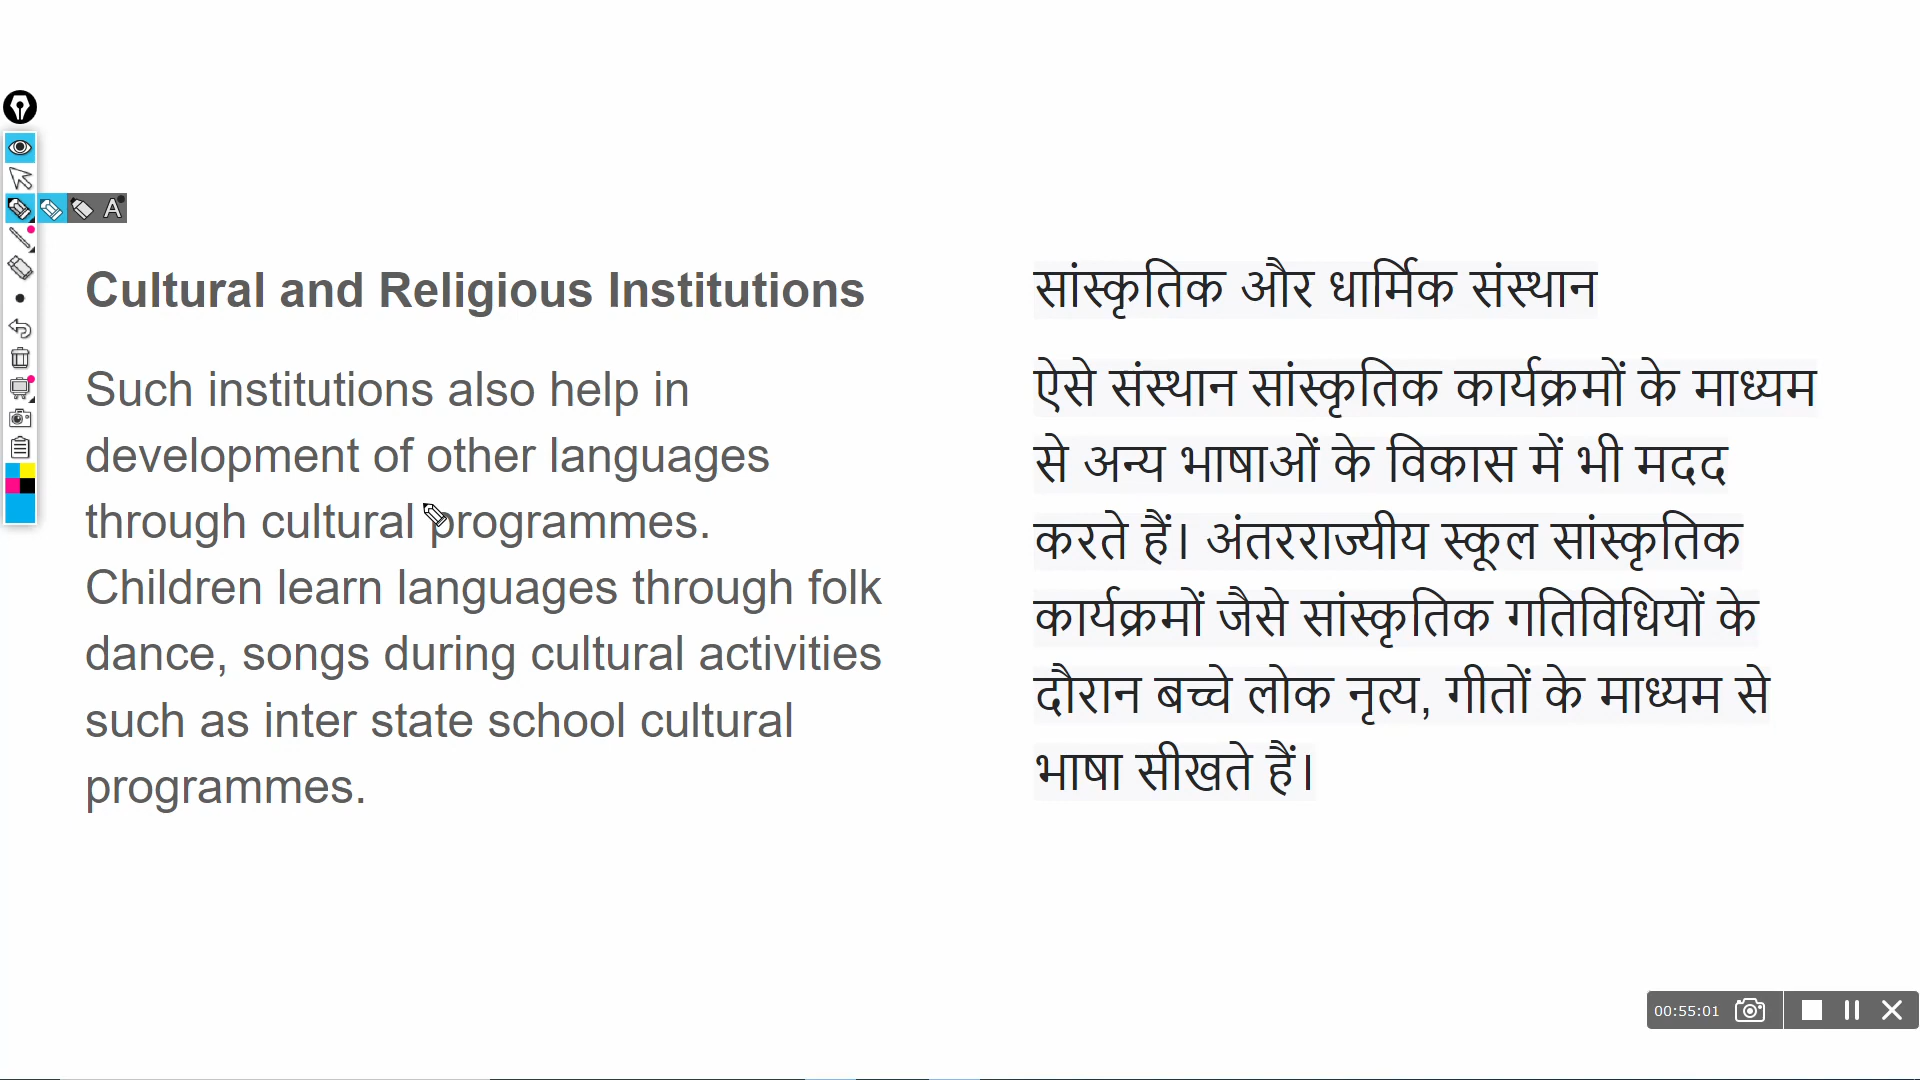 Cultural and Religious Institutions
Such institutions also help in
development of other languages
through cultural programmes.
Children learn languages through folk
dance, songs during cultural activities
such as inter state school cultural
programmes.
सांस्कृतिक और धार्मिक संस्थान
ऐसे संस्थान सांस्कृतिक कार्यक्रमों के माध्यम
से अन्य भाषाओं के विकास में भी मदद
करते हैं। अंतरराज्यीय स्कूल सांस्कृतिक
कार्यक्रमों जैसे सांस्कृतिक गतिविधियों के
दौरान बच्चे लोक नृत्य, गीतों के माध्यम से
भाषा सीखते हैं।
A
00:55:01